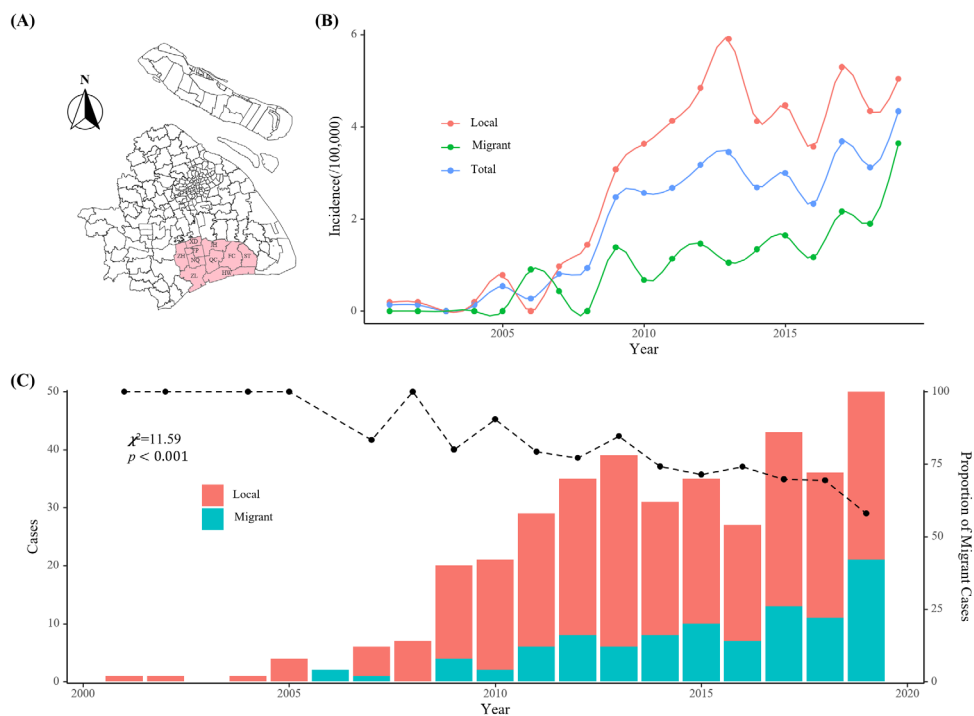 (A)
N
XD
JH
ZH
FP
NQ
QC
FC
ST
ZL
HW
(B)
6
4
2
0
Incidence(/100,000)
Local
Migrant
Total
2005
2010
2015
Year
(C)
50
40
30
20
10
0
Cases
χ²=11.59
p < 0.001
Local
Migrant
100
75
50
25
0
Proportion of Migrant Cases
2000
2005
2010
2015
2020
Year